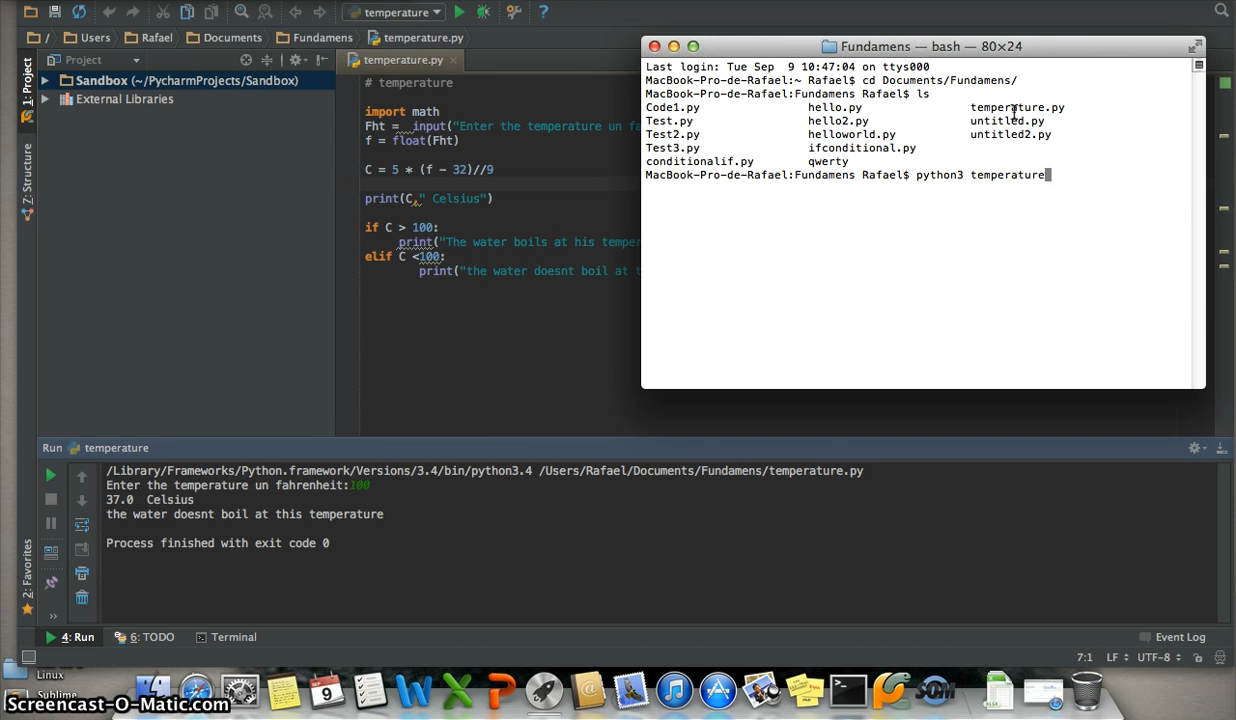 temperature
/ Users Rafael Documents Fundamens temperature.py
Project
temperature.py
Sandbox (~/PycharmProjects/Sandbox)
External Libraries
1: Project
7: Structure
2: Favorites
# temperature
import math
Fht = input("Enter the temperature un fa
f = float(Fht)
C = 5 * (f - 32)//9
print(C," Celsius")
if C > 100:
print("The water boils at his temper
elif C <100:
print("the water doesnt boil at t
Fundamens — bash — 80×24
Last login: Tue Sep  9 10:47:04 on ttys000
MacBook-Pro-de-Rafael:~ Rafael$ cd Documents/Fundamens/
MacBook-Pro-de-Rafael:Fundamens Rafael$ ls
Code1.py hello.py temperature.py
Test.py hello2.py untitled.py
Test2.py helloworld.py untitled2.py
Test3.py ifconditional.py
conditionalif.py qwerty
MacBook-Pro-de-Rafael:Fundamens Rafael$ python3 temperature
Run temperature
/Library/Frameworks/Python.framework/Versions/3.4/bin/python3.4 /Users/Rafael/Documents/Fundamens/temperature.py
Enter the temperature un fahrenheit:100
37.0  Celsius
the water doesnt boil at this temperature
Process finished with exit code 0
4: Run 6: TODO Terminal Event Log
7:1 LF UTF-8
Linux
Sublime
9
Screencast-O-Matic.com
SOM